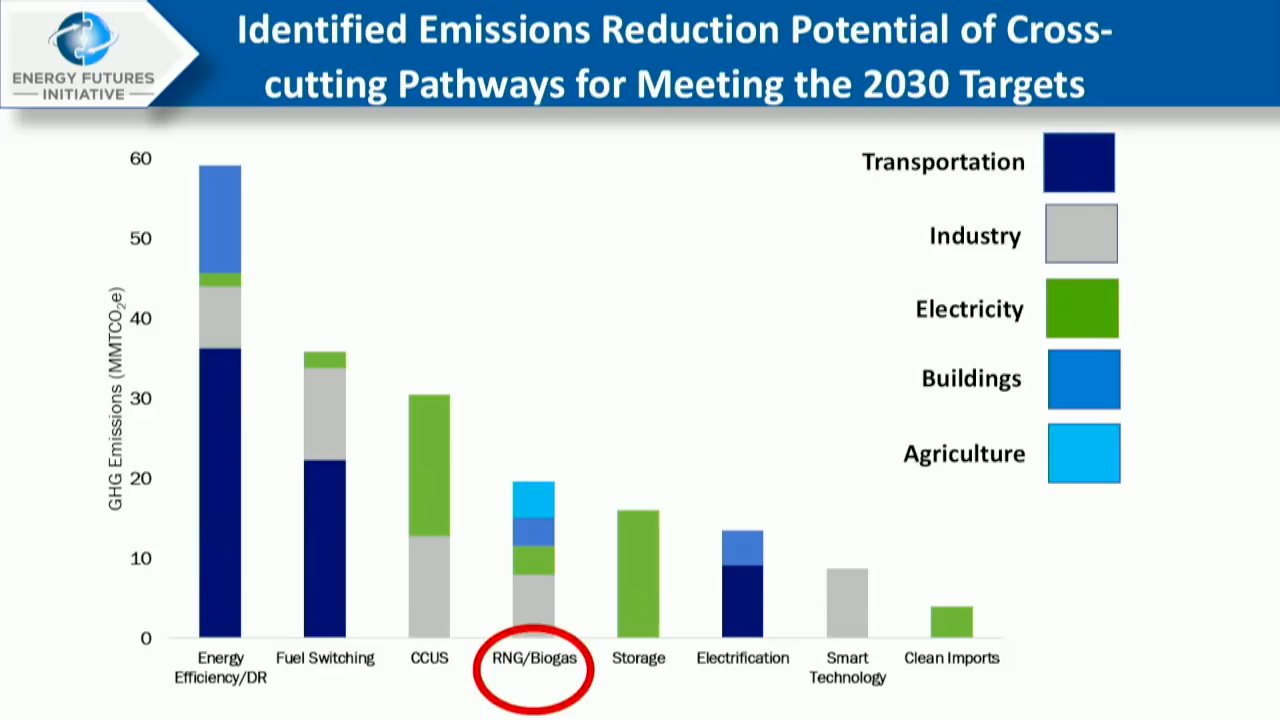 Identified Emissions Reduction Potential of Cross-
cutting Pathways for Meeting the 2030 Targets
ENERGY FUTURES
INITIATIVE
60
50
40
30
20
10
0
GHG Emissions (MMTCO₂e)
Transportation
Industry
Electricity
Buildings
Agriculture
Energy
Efficiency/DR
Fuel Switching
CCUS
RNG/Biogas
Storage
Electrification
Smart
Technology
Clean Imports